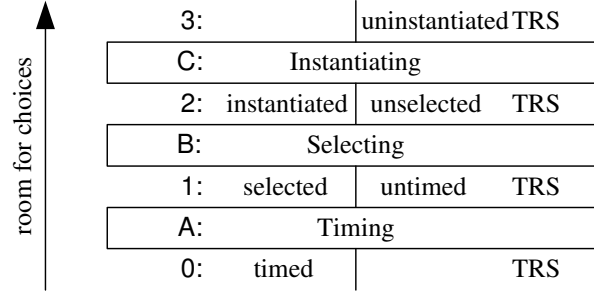 3: uninstantiated TRS
C: Instantiating
2: instantiated unselected TRS
B: Selecting
1: selected untimed TRS
A: Timing
0: timed TRS
room for choices